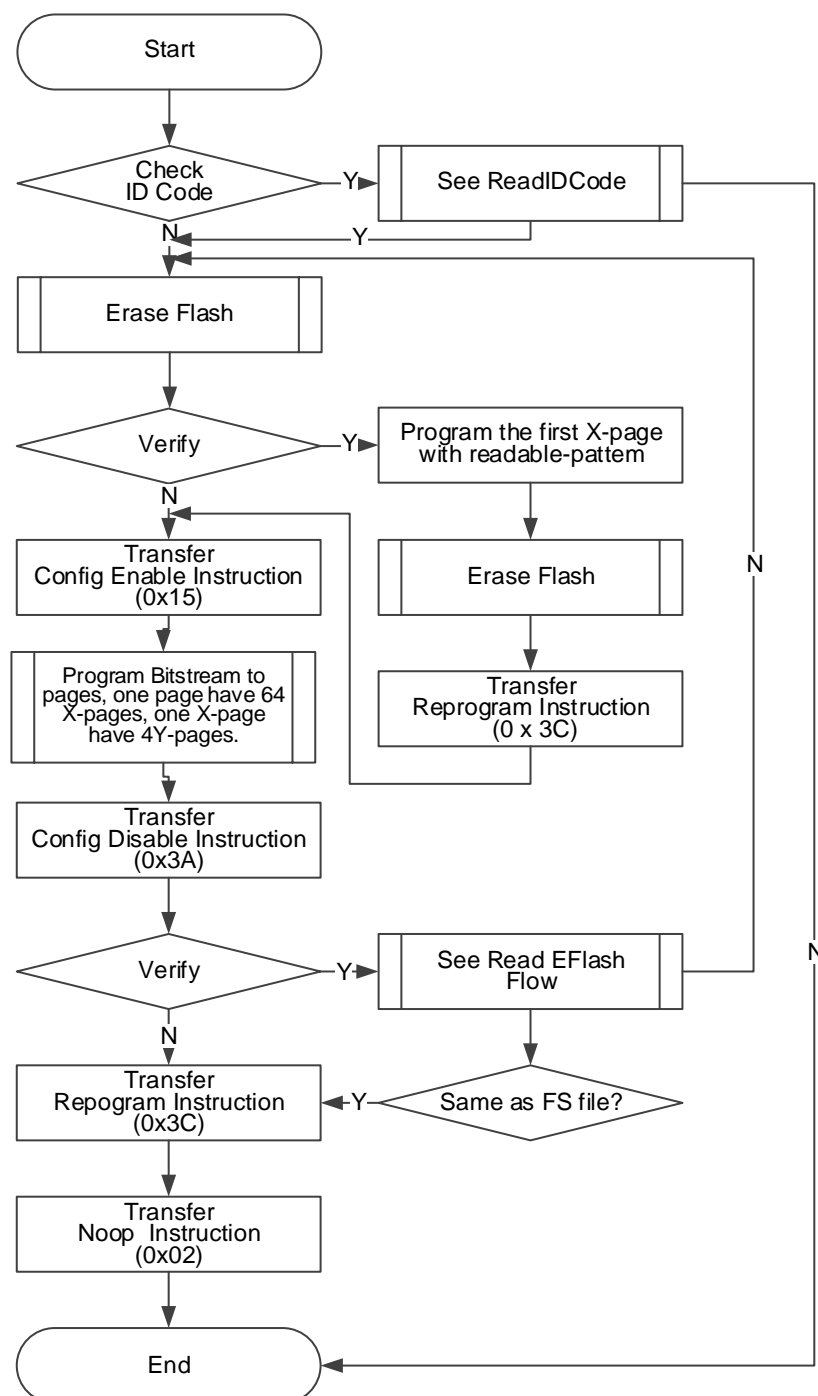 Start
Check
ID Code
Y
See ReadIDCode
N
Y
Erase Flash
Verify
Y
Program the first X-page
with readable-pattem
N
Transfer
Config Enable Instruction
(0x15)
Erase Flash
N
Program Bitstream to
pages, one page have 64
X-pages, one X-page
have 4Y-pages.
Transfer
Reprogram Instruction
(0 x 3C)
Transfer
Config Disable Instruction
(0x3A)
Verify
Y
See Read EFlash
Flow
N
N
Transfer
Repogram Instruction
(0x3C)
Y
Same as FS file?
Transfer
Noop Instruction
(0x02)
End